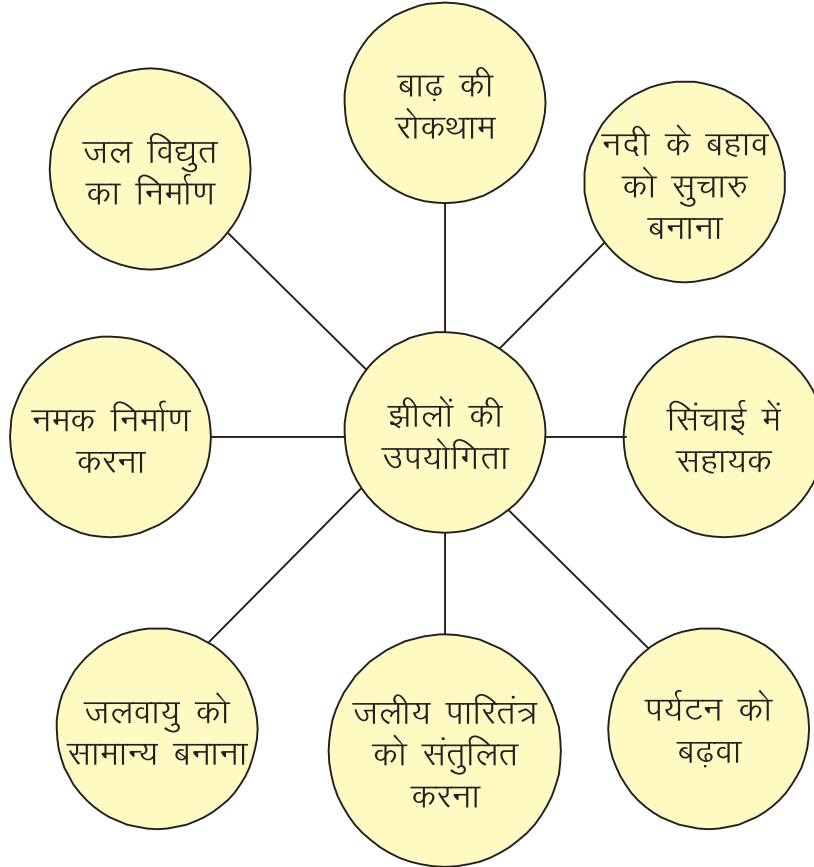 बाढ़ की
रोकथाम
जल विद्युत
का निर्माण
नदी के बहाव
को सुचारु
बनाना
नमक निर्माण
करना
झीलों की
उपयोगिता
सिंचाई में
सहायक
जलवायु को
सामान्य बनाना
जलीय पारितंत्र
को संतुलित
करना
पर्यटन को
बढ़वा